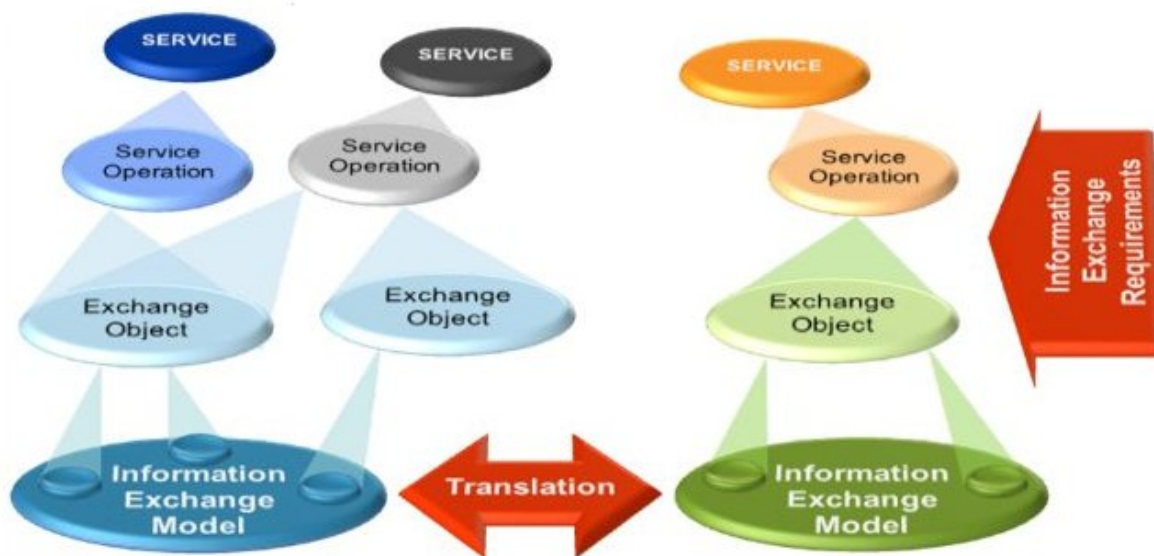 SERVICE
SERVICE
SERVICE
Service
Operation
Service
Operation
Service
Operation
Exchange
Object
Exchange
Object
Exchange
Object
Information
Exchange
Requirements
Information
Exchange
Model
Translation
Information
Exchange
Model